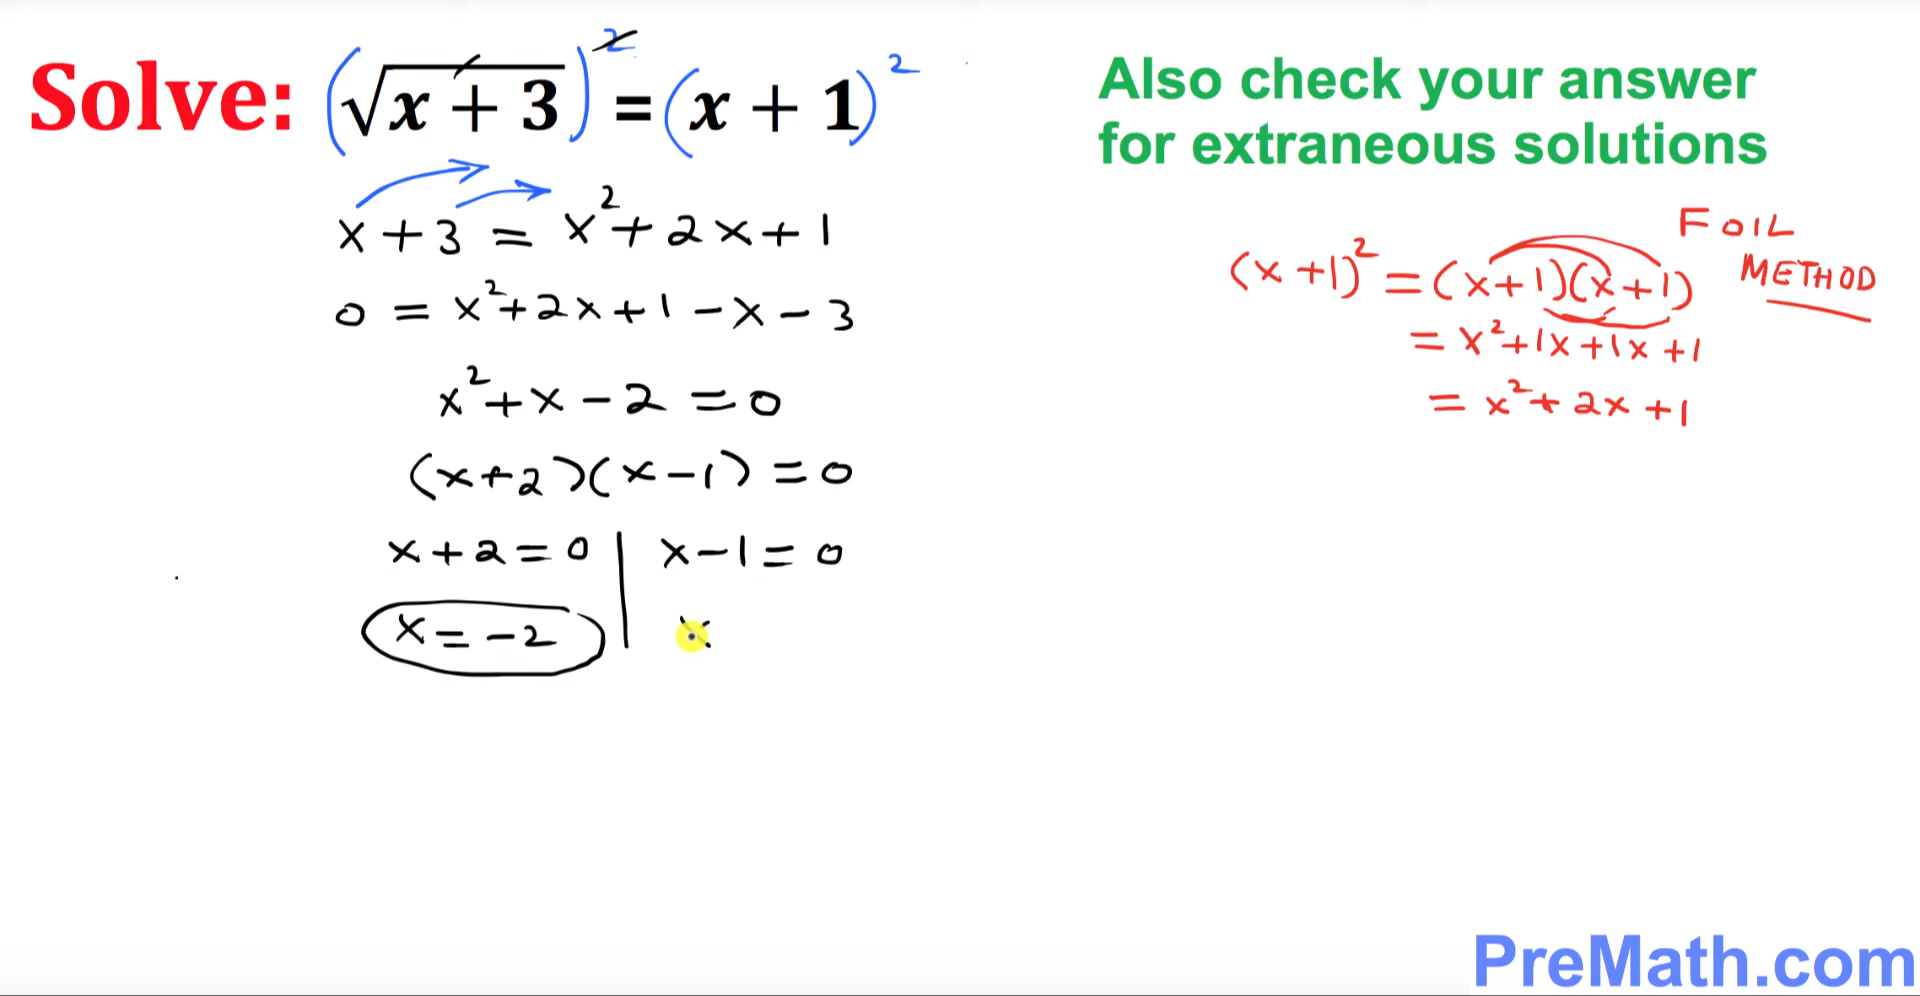 Solve: (√x + 3)² = (x + 1)²
x + 3 = x² + 2x + 1
0 = x² + 2x + 1 - x - 3
x² + x - 2 = 0
(x+2)(x-1) = 0
x + 2 = 0 | x - 1 = 0
x = -2 | x
Also check your answer
for extraneous solutions
FOIL
METHOD
(x+1)² = (x+1)(x+1)
= x² + 1x + 1x + 1
= x² + 2x + 1
PreMath.com